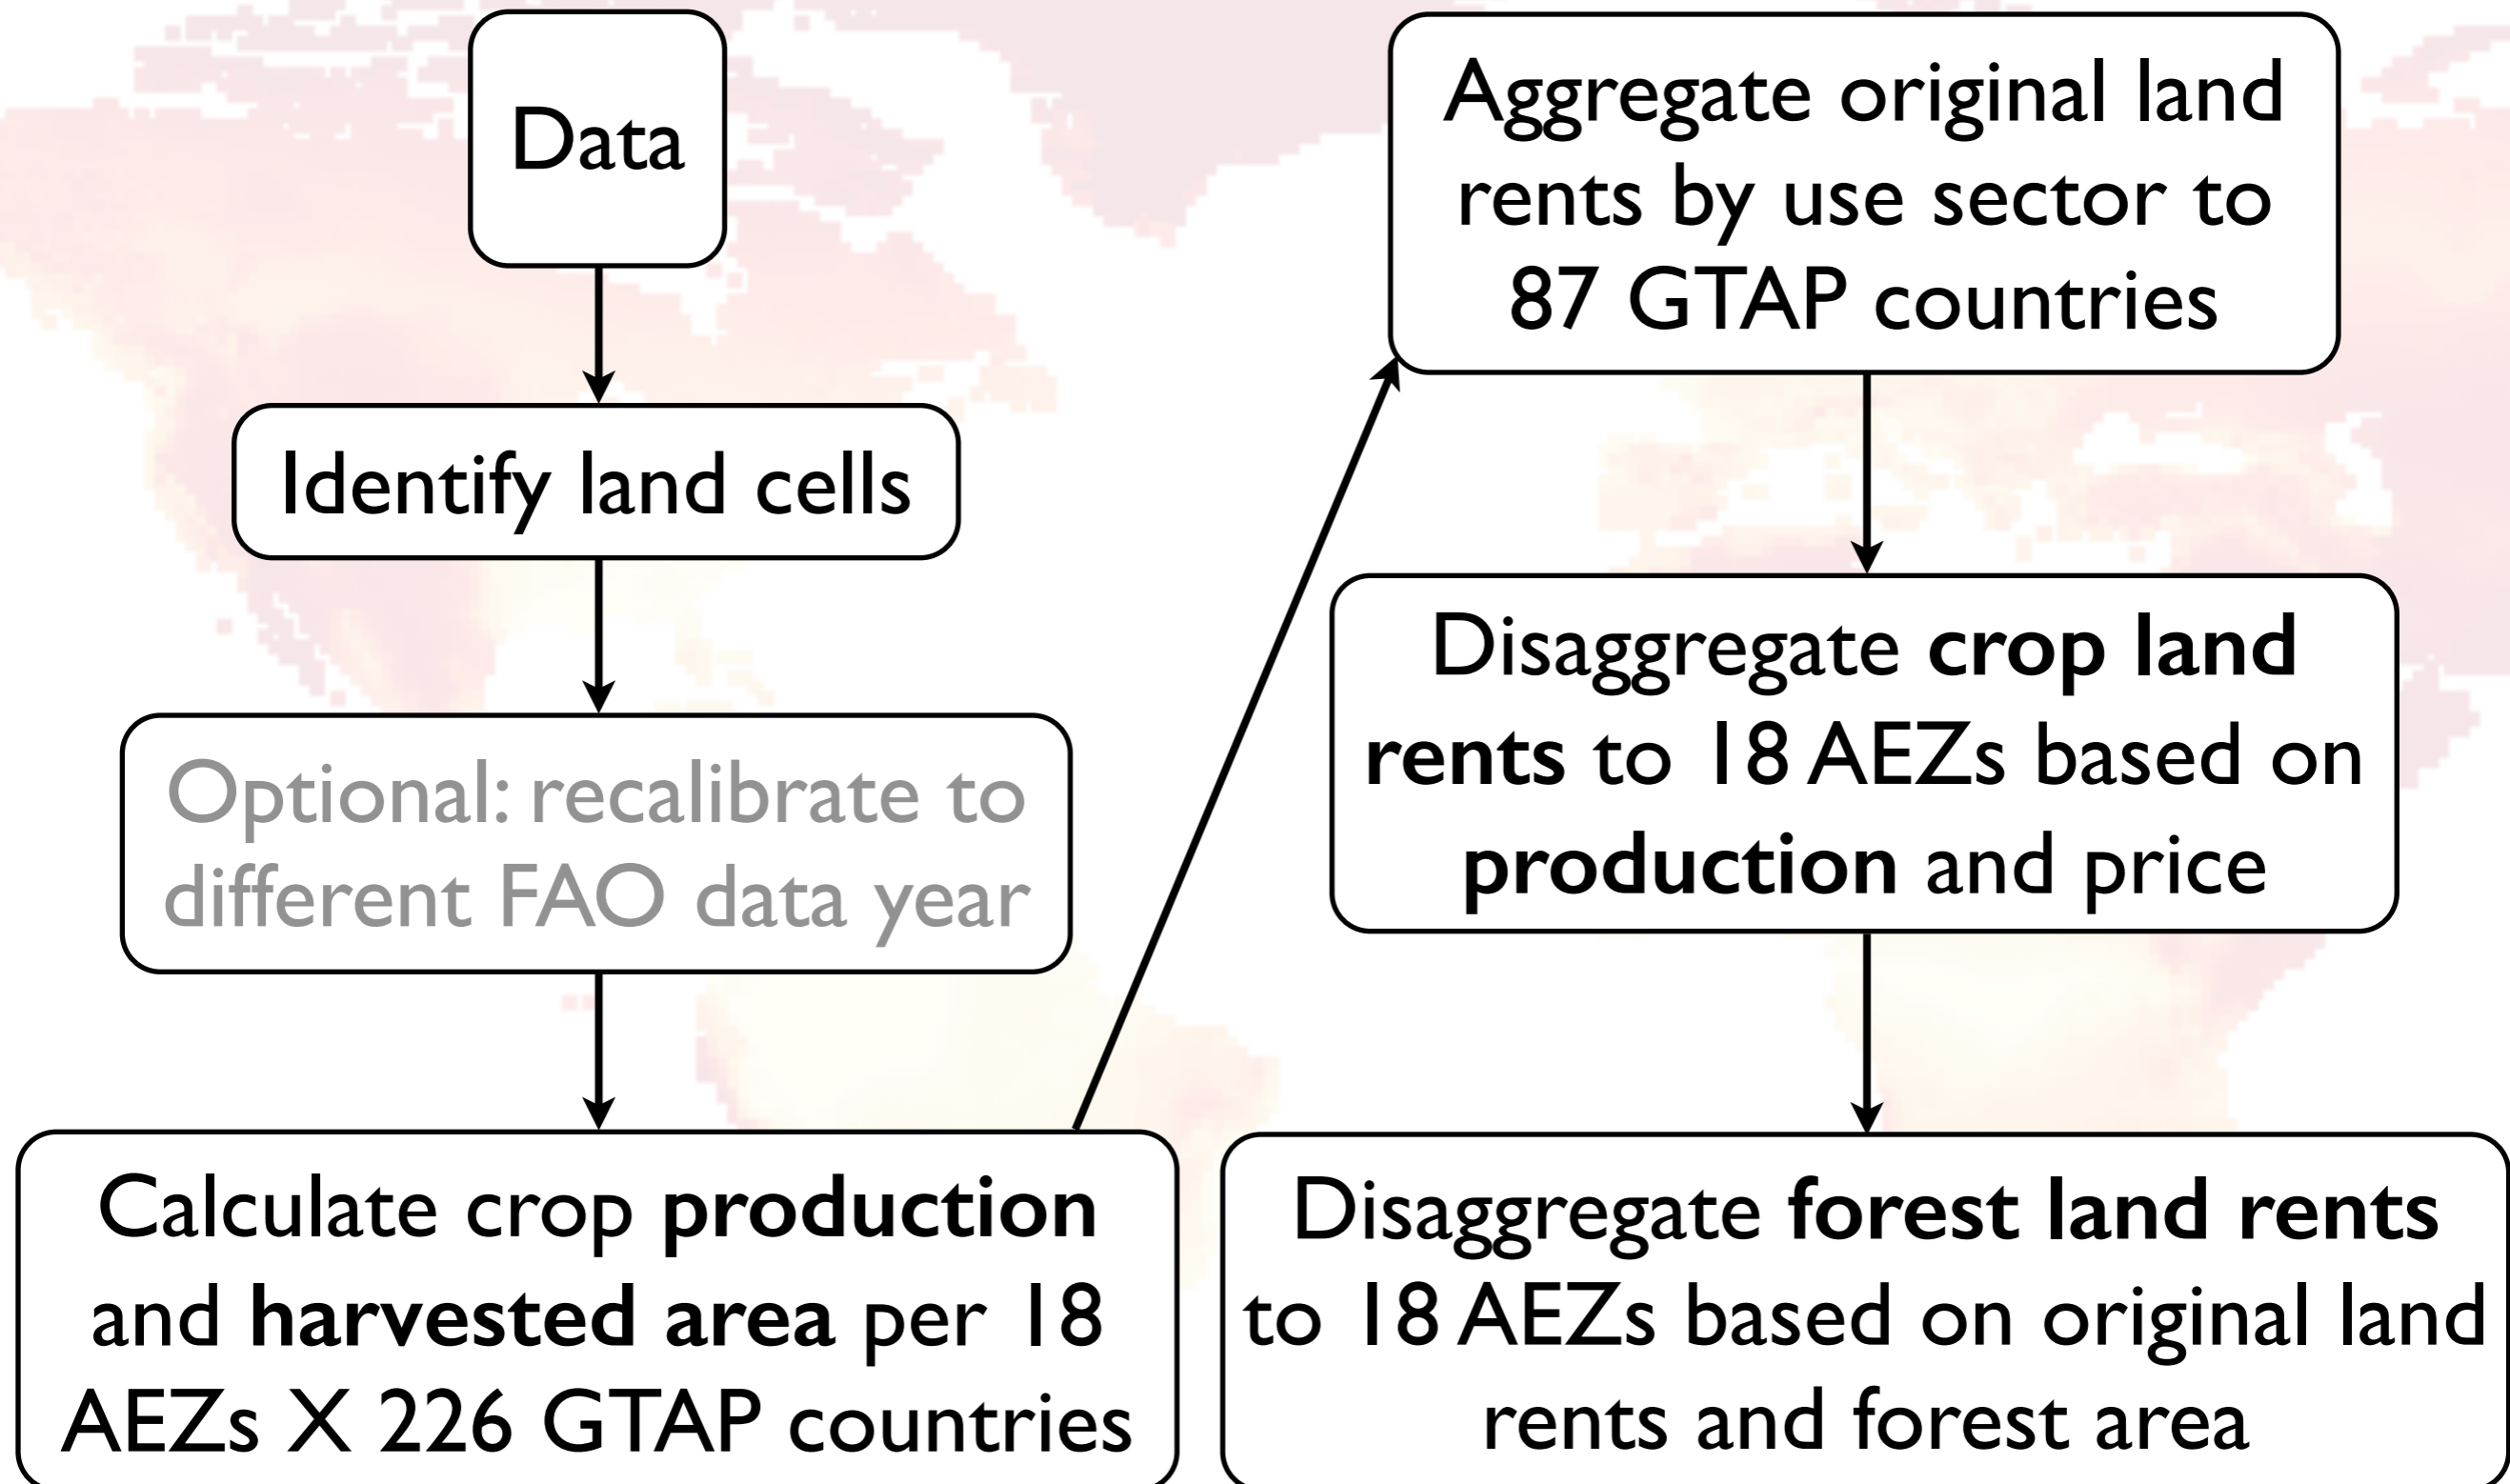 Data
Identify land cells
Optional: recalibrate to
different FAO data year
Calculate crop production
and harvested area per 18
AEZs X 226 GTAP countries
Aggregate original land
rents by use sector to
87 GTAP countries
Disaggregate crop land
rents to 18 AEZs based on
production and price
Disaggregate forest land rents
to 18 AEZs based on original land
rents and forest area